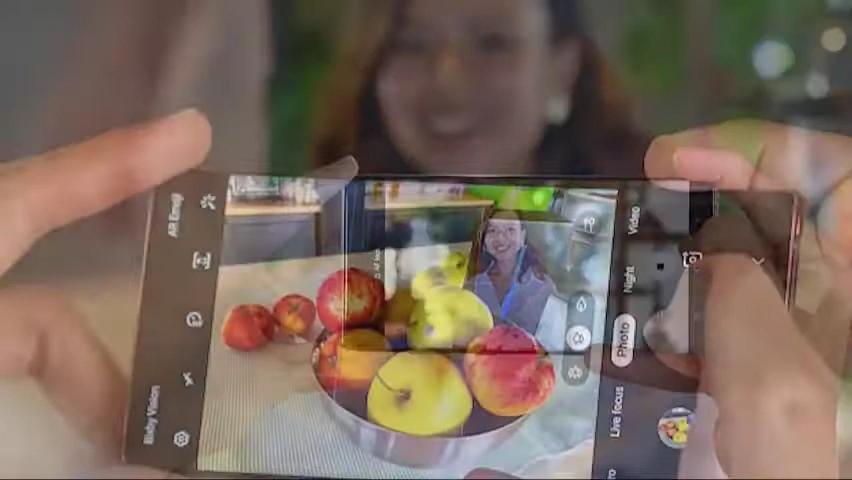 AR Emoji
Bixby Vision
Video
Night
Photo
Live focus